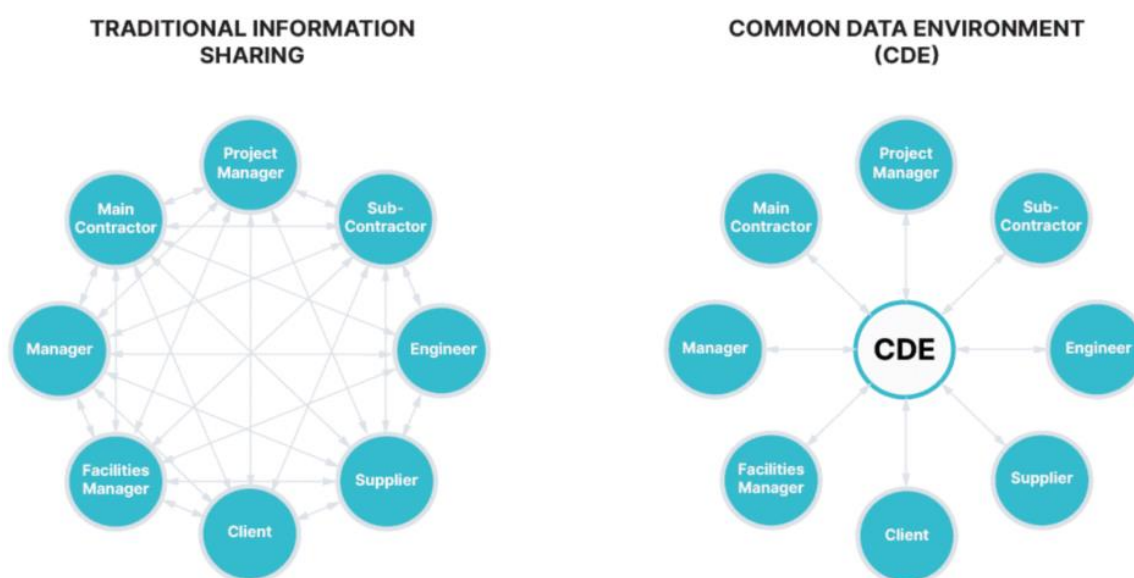 TRADITIONAL INFORMATION
SHARING
Project
Manager
Main
Contractor
Sub-
Contractor
Manager
Engineer
Facilities
Manager
Supplier
Client
COMMON DATA ENVIRONMENT
(CDE)
Project
Manager
Main
Contractor
Sub-
Contractor
Manager
CDE
Engineer
Facilities
Manager
Supplier
Client